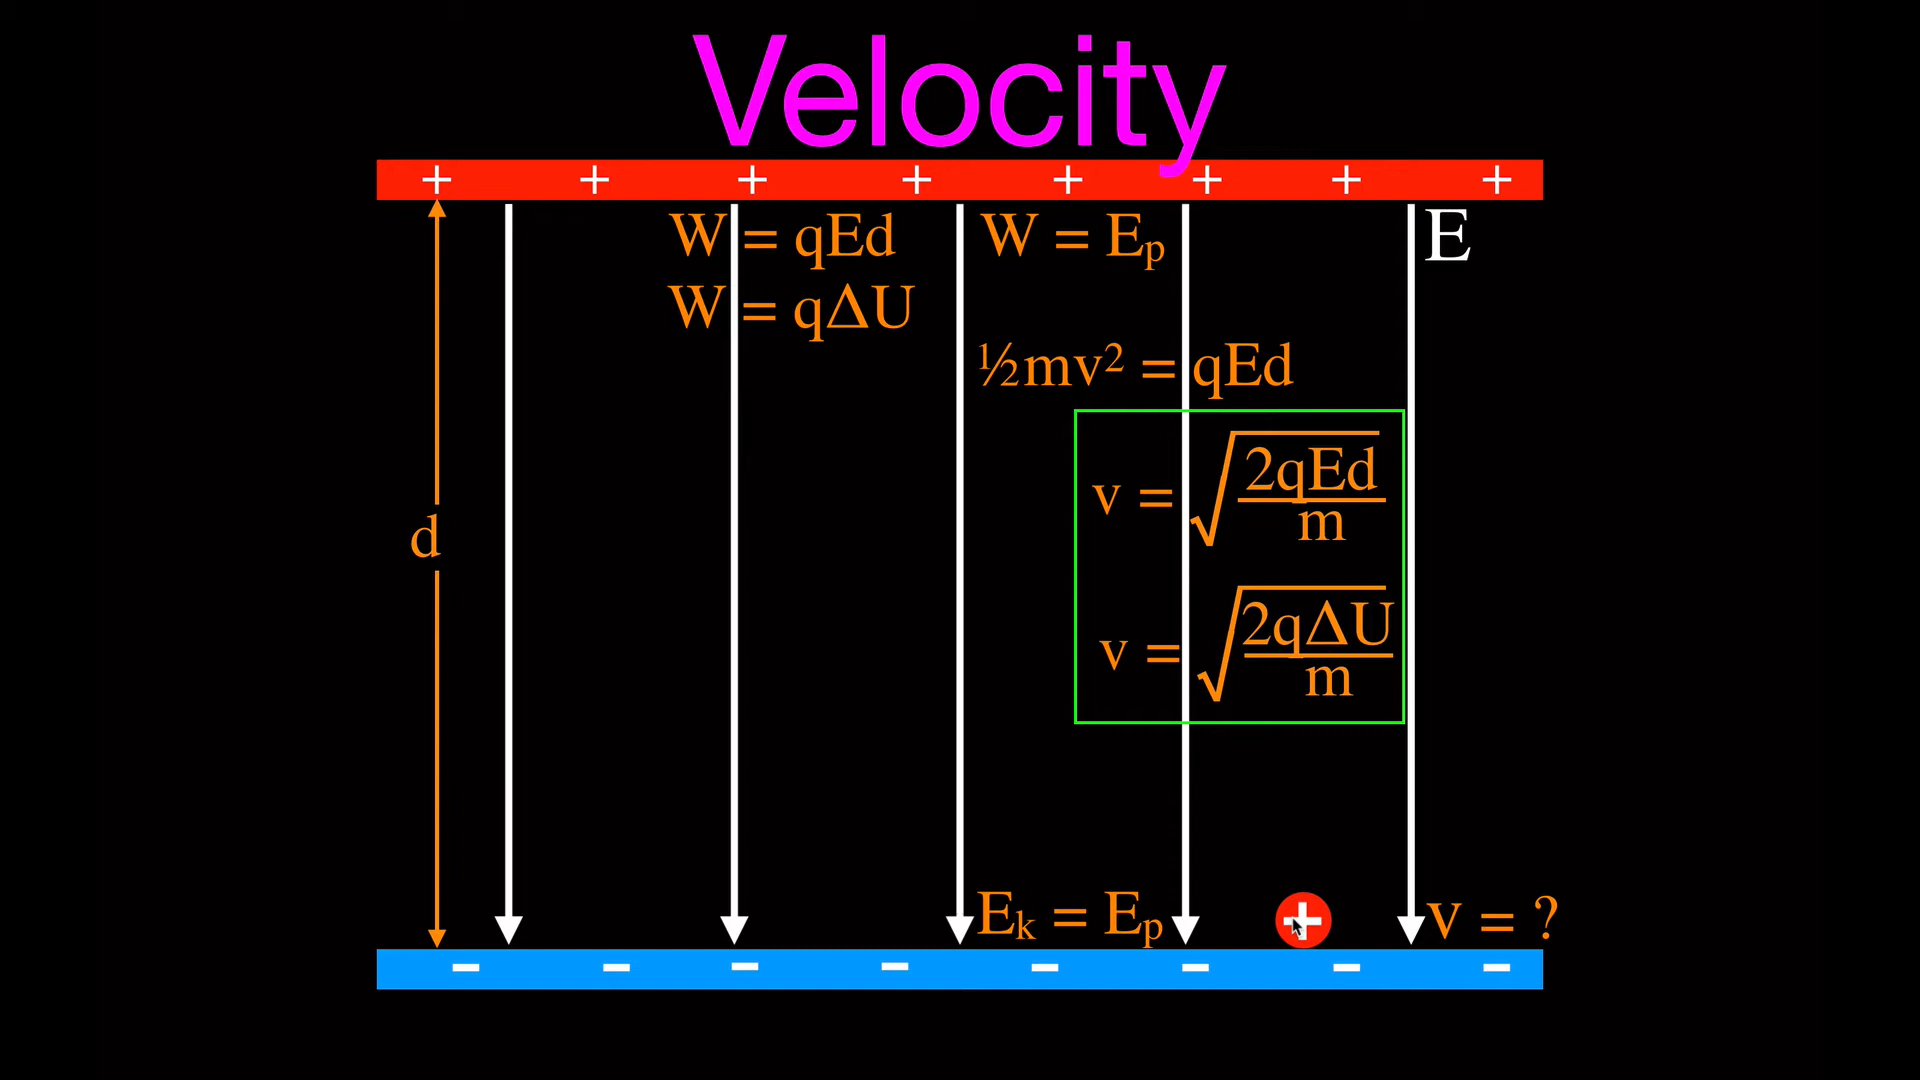 Velocity
+ + + + + + + +
W = qEd
W = Eₚ
E
W = qΔU
½mv² = qEd
v = √(2qEd/m)
d
v = √(2qΔU/m)
Eₖ = Eₚ
+
v = ?
- - - - - - - -